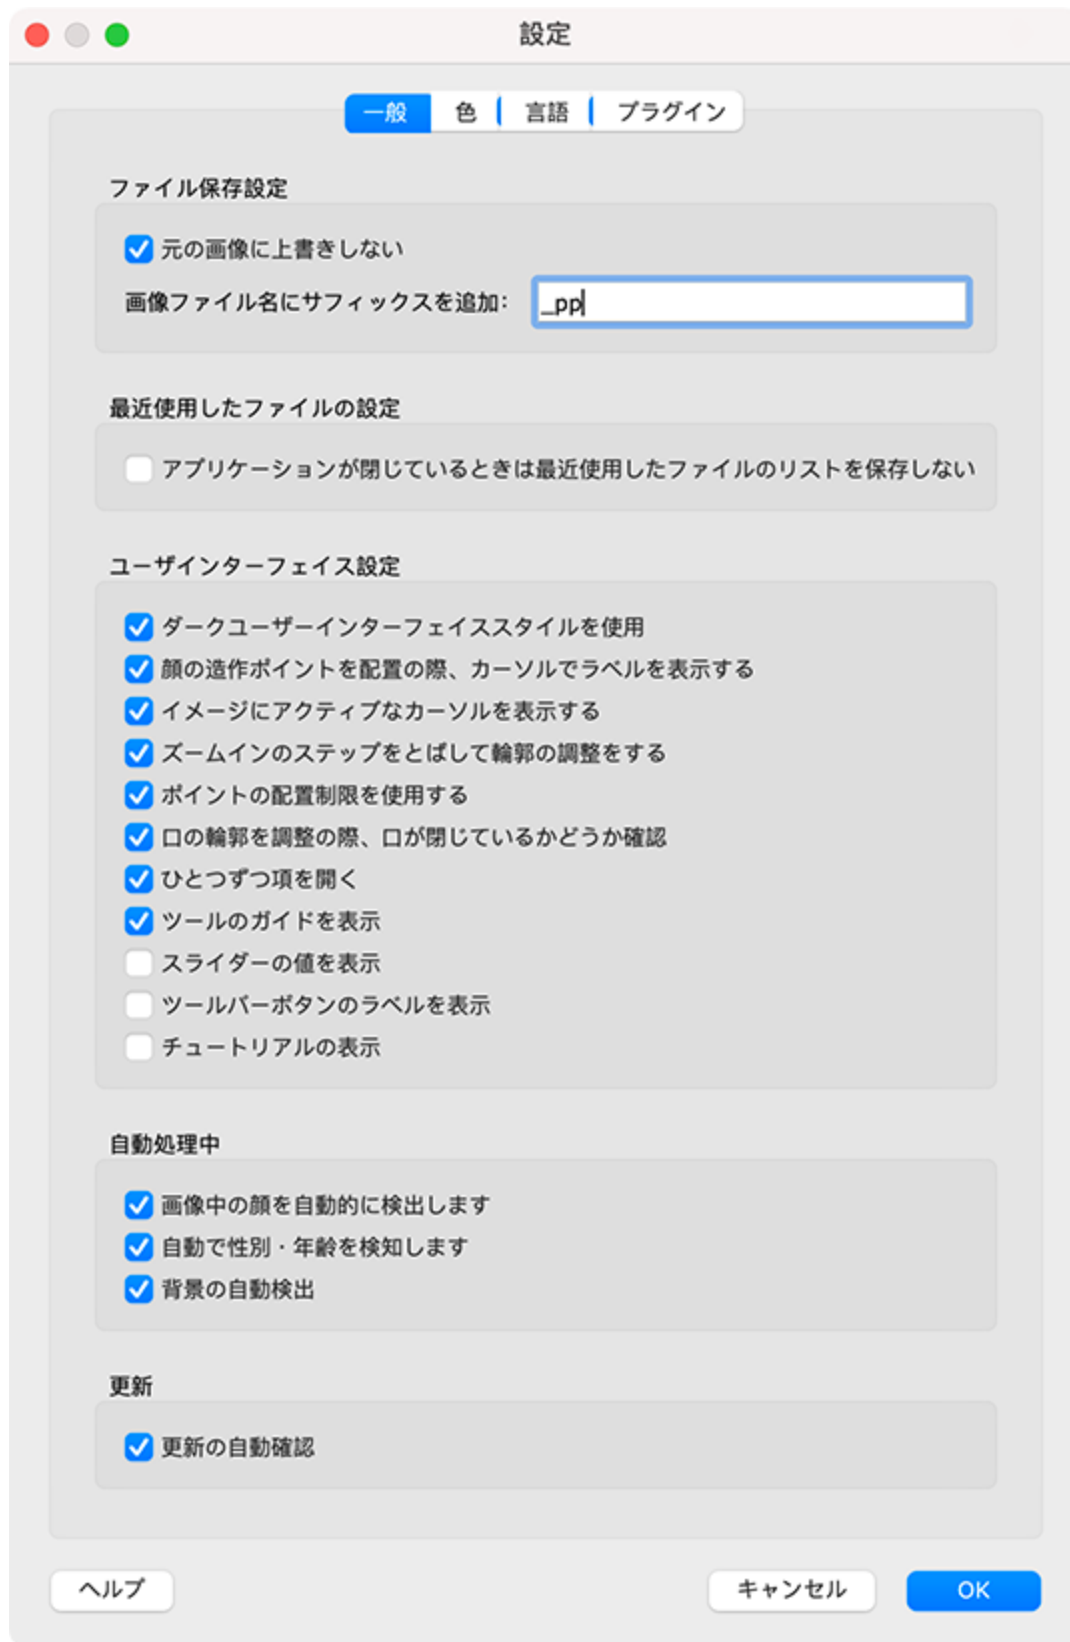 設定
一般 色 言語 プラグイン
ファイル保存設定
元の画像に上書きしない
画像ファイル名にサフィックスを追加: _pp
最近使用したファイルの設定
アプリケーションが閉じているときは最近使用したファイルのリストを保存しない
ユーザインターフェイス設定
ダークユーザーインターフェイススタイルを使用
顔の造作ポイントを配置の際、カーソルでラベルを表示する
イメージにアクティブなカーソルを表示する
ズームインのステップをとばして輪郭の調整をする
ポイントの配置制限を使用する
口の輪郭を調整の際、口が閉じているかどうか確認
ひとつずつ項を開く
ツールのガイドを表示
スライダーの値を表示
ツールバーボタンのラベルを表示
チュートリアルの表示
自動処理中
画像中の顔を自動的に検出します
自動で性別・年齢を検知します
背景の自動検出
更新
更新の自動確認
ヘルプ キャンセル OK